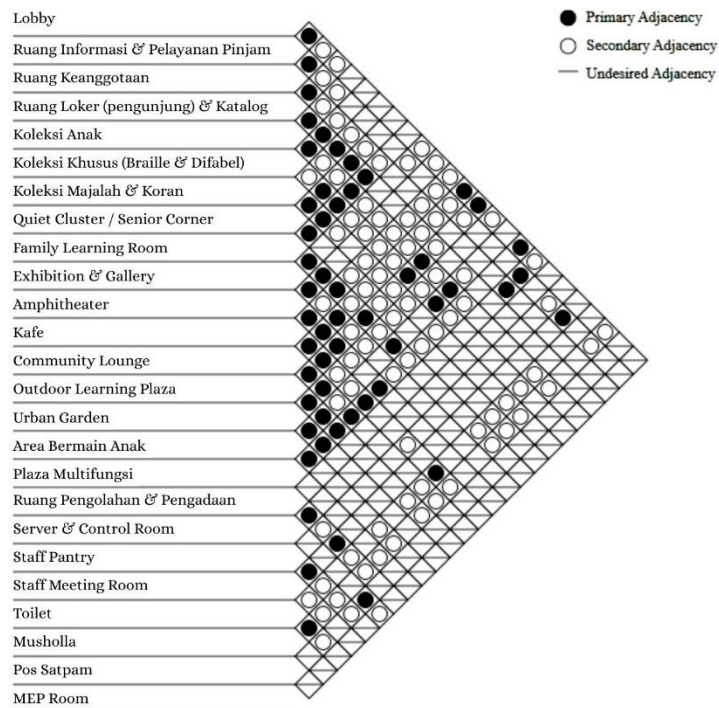 Lobby
Ruang Informasi & Pelayanan Pinjam
Ruang Keanggotaan
Ruang Loker (pengunjung) & Katalog
Koleksi Anak
Koleksi Khusus (Braille & Difabel)
Koleksi Majalah & Koran
Quiet Cluster / Senior Corner
Family Learning Room
Exhibition & Gallery
Amphitheater
Kafe
Community Lounge
Outdoor Learning Plaza
Urban Garden
Area Bermain Anak
Plaza Multifungsi
Ruang Pengolahan & Pengadaan
Server & Control Room
Staff Pantry
Staff Meeting Room
Toilet
Musholla
Pos Satpam
MEP Room
Primary Adjacency
Secondary Adjacency
Undesired Adjacency